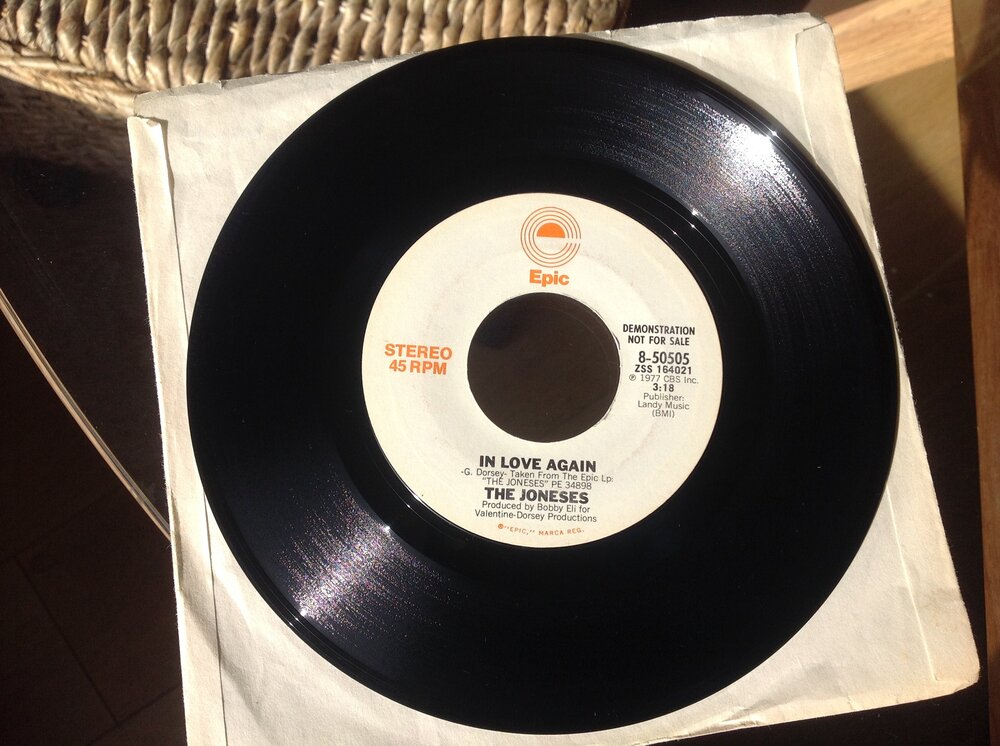 Epic
STEREO
45 RPM
DEMONSTRATION
NOT FOR SALE
8-50505
ZSS 164021
℗ 1977 CBS Inc.
3:18
Publisher:
Landy Music
(BMI)
IN LOVE AGAIN
-G. Dorsey- Taken From The Epic Lp:
"THE JONESES" PE 34898
THE JONESES
Produced by Bobby Eli for
Valentine-Dorsey Productions
®"EPIC," MARCA REG.